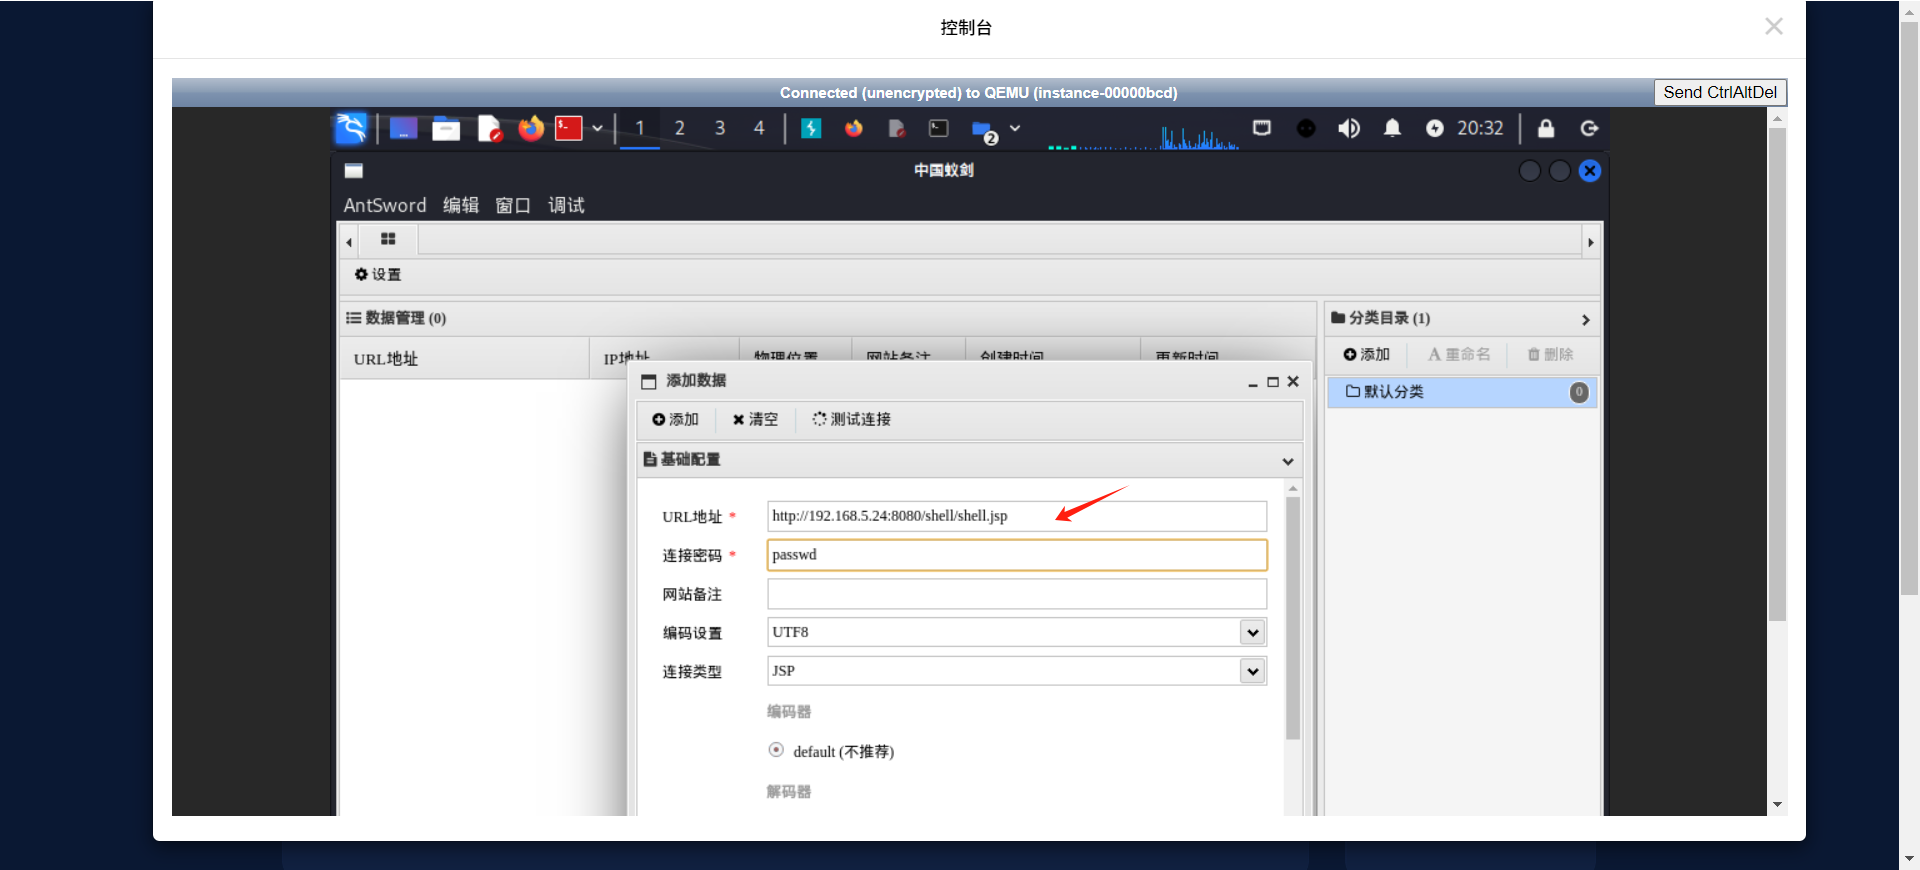 控制台
Connected (unencrypted) to QEMU (instance-00000bcd)
Send CtrlAltDel
1 2 3 4
2
20:32
中国蚁剑
AntSword 编辑 窗口 调试
设置
数据管理 (0)
分类目录 (1)
URL地址 IP地址 物理位置 网站备注 创建时间 更新时间
添加 重命名 删除
默认分类 0
添加数据
添加 清空 测试连接
基础配置
URL地址 * http://192.168.5.24:8080/shell/shell.jsp
连接密码 * passwd
网站备注
编码设置 UTF8
连接类型 JSP
编码器
default (不推荐)
解码器